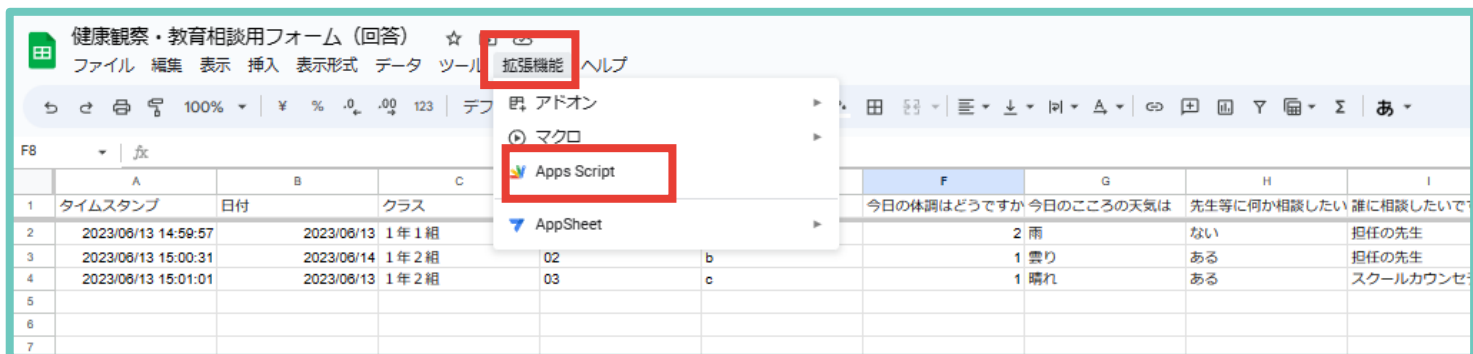 健康観察・教育相談用フォーム（回答）
ファイル 編集 表示 挿入 表示形式 データ ツール 拡張機能 ヘルプ
100% ¥ % .0 .00 123 デフ あ
アドオン
マクロ
Apps Script
AppSheet
F8 fx
A B C F G H I
1 タイムスタンプ 日付 クラス 今日の体調はどうですか 今日のこころの天気は 先生等に何か相談したい 誰に相談したいで
2 2023/06/13 14:59:57 2023/06/13 1年1組 2 雨 ない 担任の先生
3 2023/06/13 15:00:31 2023/06/14 1年2組 02 b 1 雲り ある 担任の先生
4 2023/06/13 15:01:01 2023/06/13 1年2組 03 c 1 晴れ ある スクールカウンセ
5
6
7